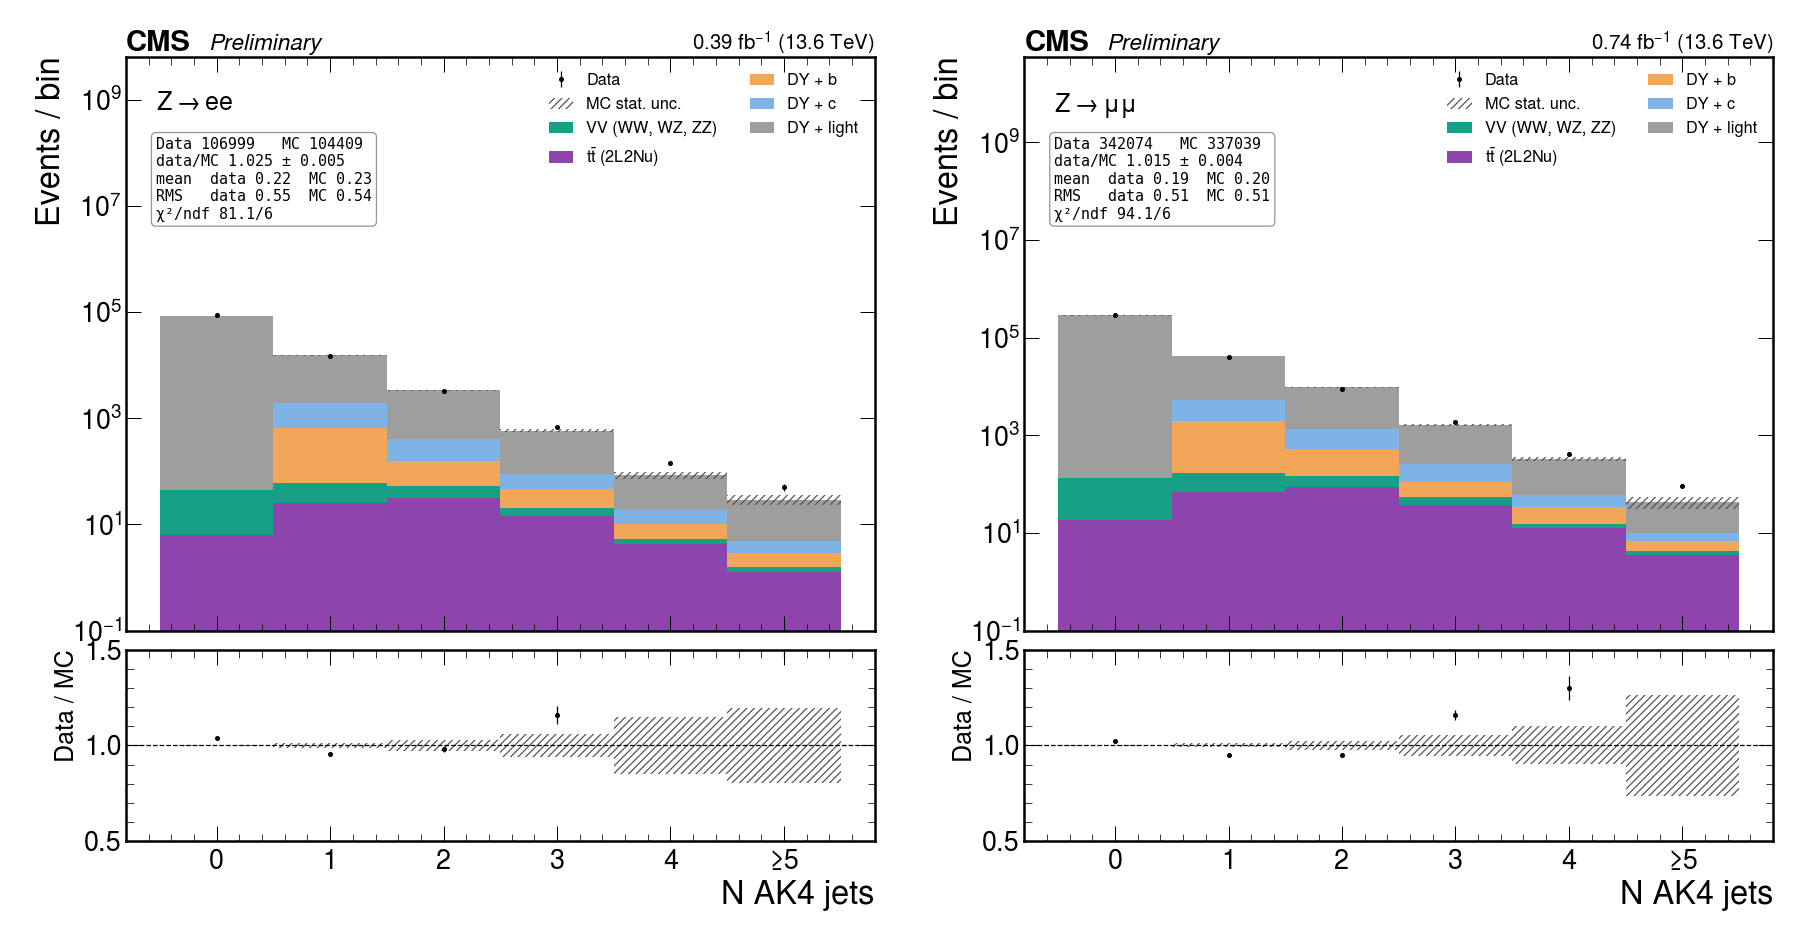 CMS Preliminary 0.39 fb⁻¹ (13.6 TeV)
Events / bin
10⁹
10⁷
10⁵
10³
10¹
10⁻¹
Z → ee
Data 106999 MC 104409
data/MC 1.025 ± 0.005
mean data 0.22 MC 0.23
RMS data 0.55 MC 0.54
χ²/ndf 81.1/6
Data
MC stat. unc.
VV (WW, WZ, ZZ)
tt̄ (2L2Nu)
DY + b
DY + c
DY + light
Data / MC
1.5
1.0
0.5
0 1 2 3 4 ≥5
N AK4 jets
CMS Preliminary 0.74 fb⁻¹ (13.6 TeV)
Events / bin
10⁹
10⁷
10⁵
10³
10¹
10⁻¹
Z → μμ
Data 342074 MC 337039
data/MC 1.015 ± 0.004
mean data 0.19 MC 0.20
RMS data 0.51 MC 0.51
χ²/ndf 94.1/6
Data
MC stat. unc.
VV (WW, WZ, ZZ)
tt̄ (2L2Nu)
DY + b
DY + c
DY + light
Data / MC
1.5
1.0
0.5
0 1 2 3 4 ≥5
N AK4 jets